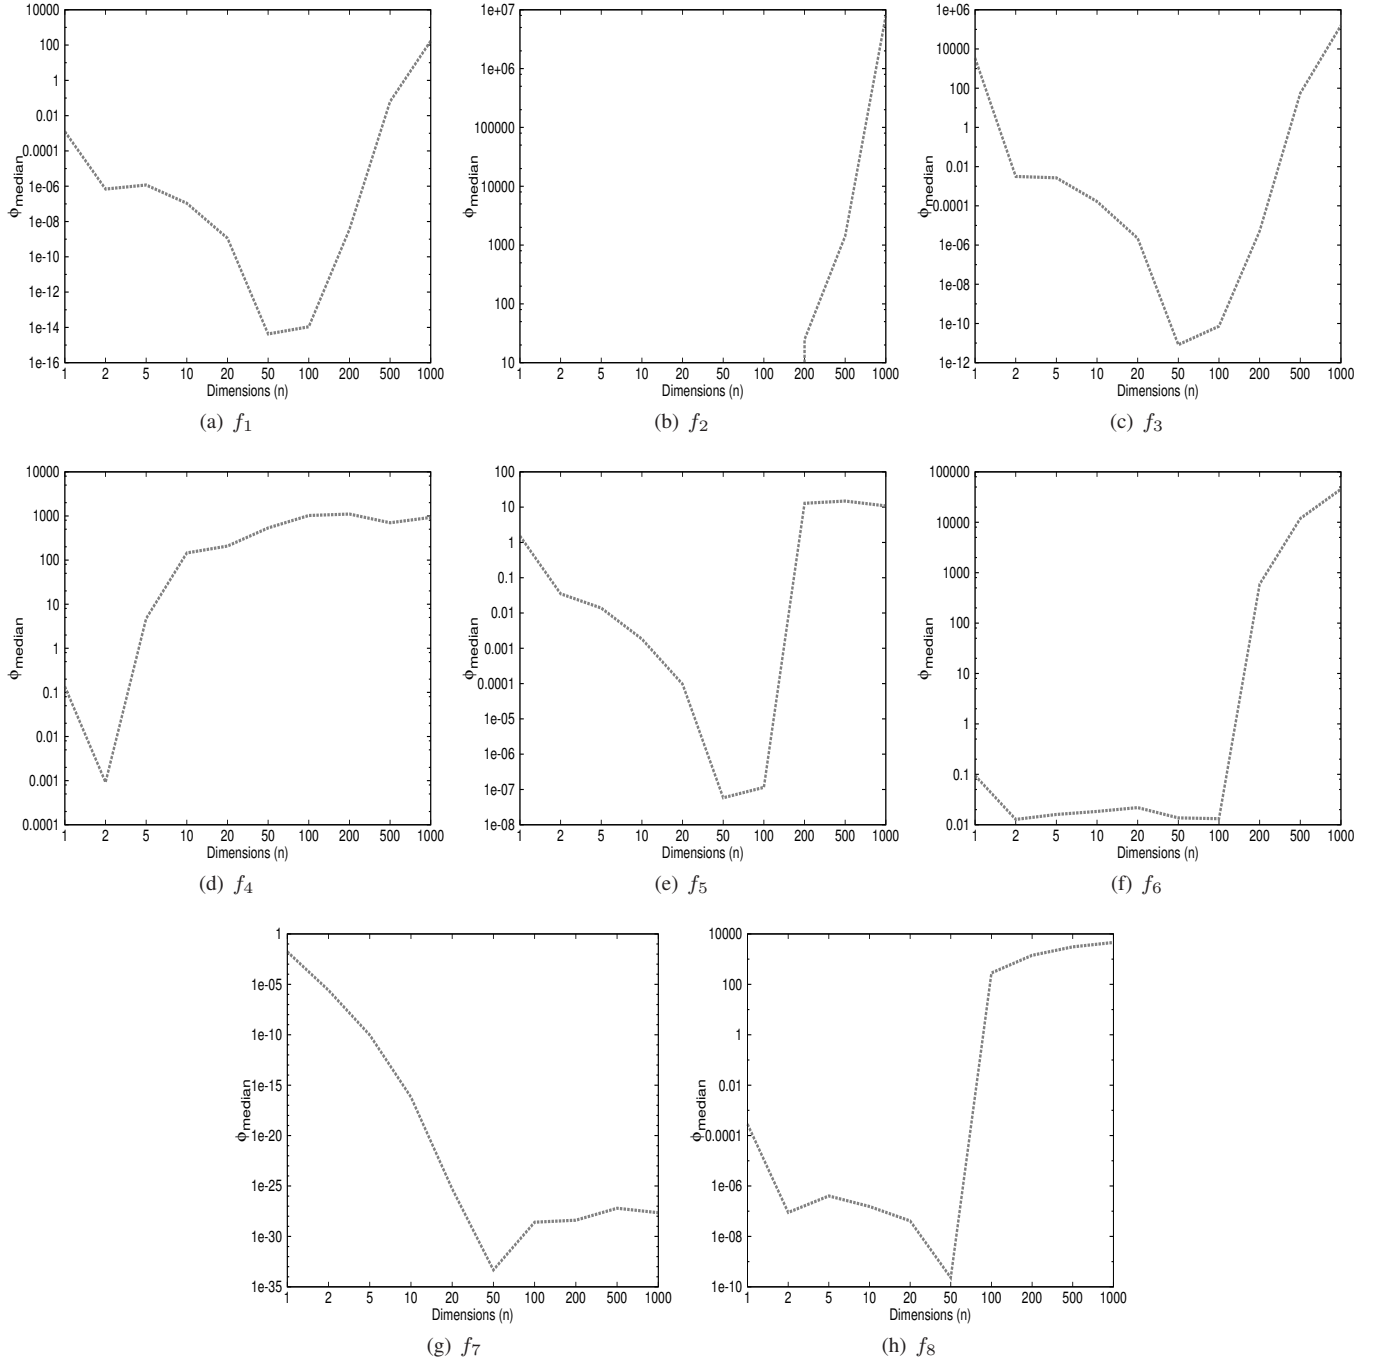 10000
100
1
0.01
0.0001
1e-06
1e-08
1e-10
1e-12
1e-14
1e-16
ϕmedian
1 2 5 10 20 50 100 200 500 1000
Dimensions (n)
(a) f1
1e+07
1e+06
100000
10000
1000
100
10
ϕmedian
1 2 5 10 20 50 100 200 500 1000
Dimensions (n)
(b) f2
1e+06
10000
100
1
0.01
0.0001
1e-06
1e-08
1e-10
1e-12
ϕmedian
1 2 5 10 20 50 100 200 500 1000
Dimensions (n)
(c) f3
10000
1000
100
10
1
0.1
0.01
0.001
0.0001
ϕmedian
1 2 5 10 20 50 100 200 500 1000
Dimensions (n)
(d) f4
100
10
1
0.1
0.01
0.001
0.0001
1e-05
1e-06
1e-07
1e-08
ϕmedian
1 2 5 10 20 50 100 200 500 1000
Dimensions (n)
(e) f5
100000
10000
1000
100
10
1
0.1
0.01
ϕmedian
1 2 5 10 20 50 100 200 500 1000
Dimensions (n)
(f) f6
1
1e-05
1e-10
1e-15
1e-20
1e-25
1e-30
1e-35
ϕmedian
1 2 5 10 20 50 100 200 500 1000
Dimensions (n)
(g) f7
10000
100
1
0.01
0.0001
1e-06
1e-08
1e-10
ϕmedian
1 2 5 10 20 50 100 200 500 1000
Dimensions (n)
(h) f8